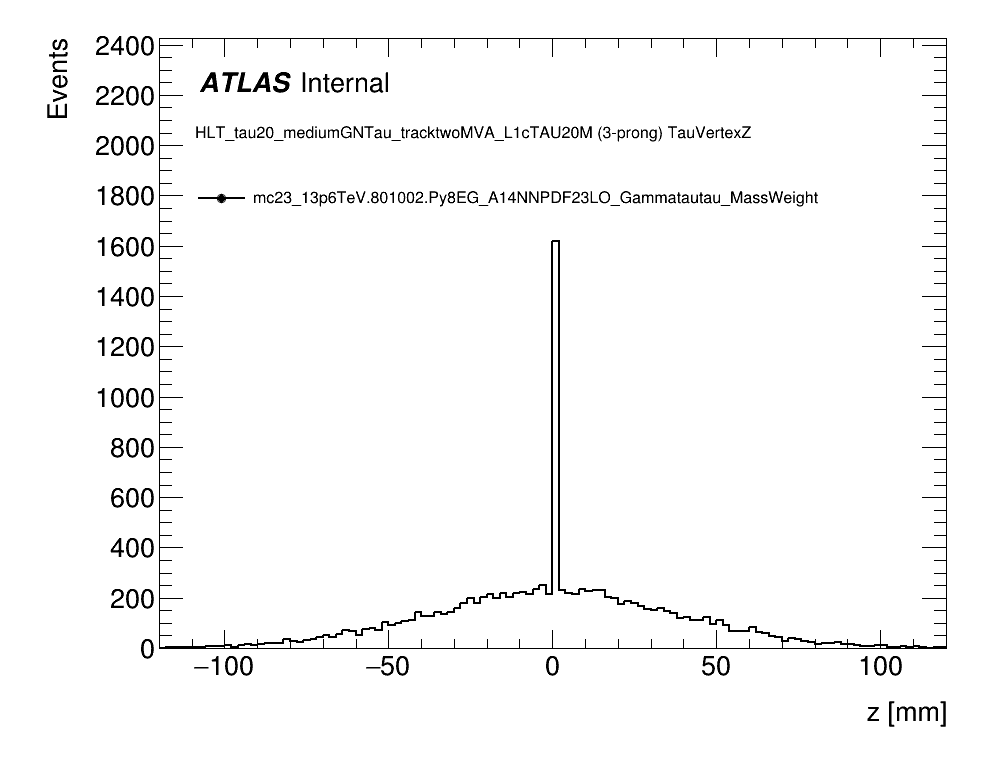 Events
2400
2200
2000
1800
1600
1400
1200
1000
800
600
400
200
0
ATLAS Internal
HLT_tau20_mediumGNTau_tracktwoMVA_L1cTAU20M (3-prong) TauVertexZ
mc23_13p6TeV.801002.Py8EG_A14NNPDF23LO_Gammatautau_MassWeight
−100 −50 0 50 100
z [mm]